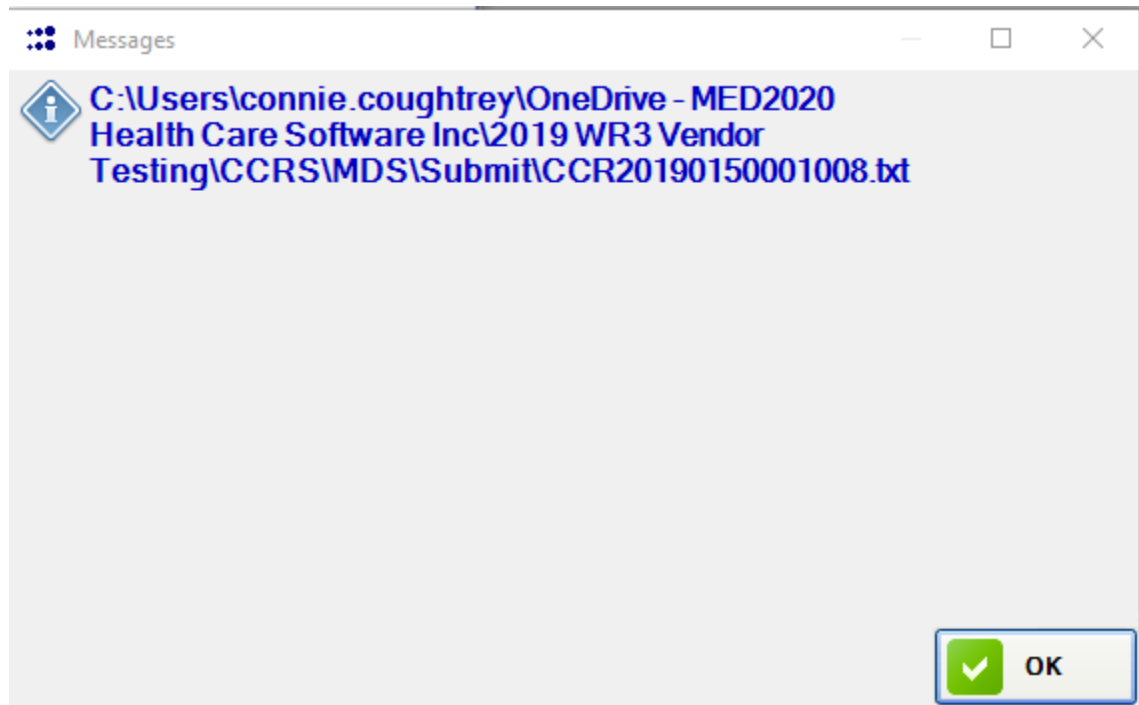 Messages
C:\Users\connie.coughtrey\OneDrive - MED2020
Health Care Software Inc\2019 WR3 Vendor
Testing\CCRS\MDS\Submit\CCR20190150001008.txt
OK